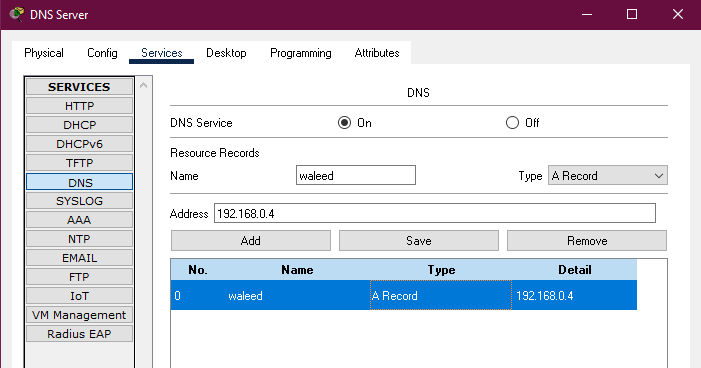 DNS Server
Physical Config Services Desktop Programming Attributes
SERVICES
HTTP
DHCP
DHCPv6
TFTP
DNS
SYSLOG
AAA
NTP
EMAIL
FTP
IoT
VM Management
Radius EAP
DNS
DNS Service On Off
Resource Records
Name waleed Type A Record
Address 192.168.0.4
Add Save Remove
No. Name Type Detail
0 waleed A Record 192.168.0.4